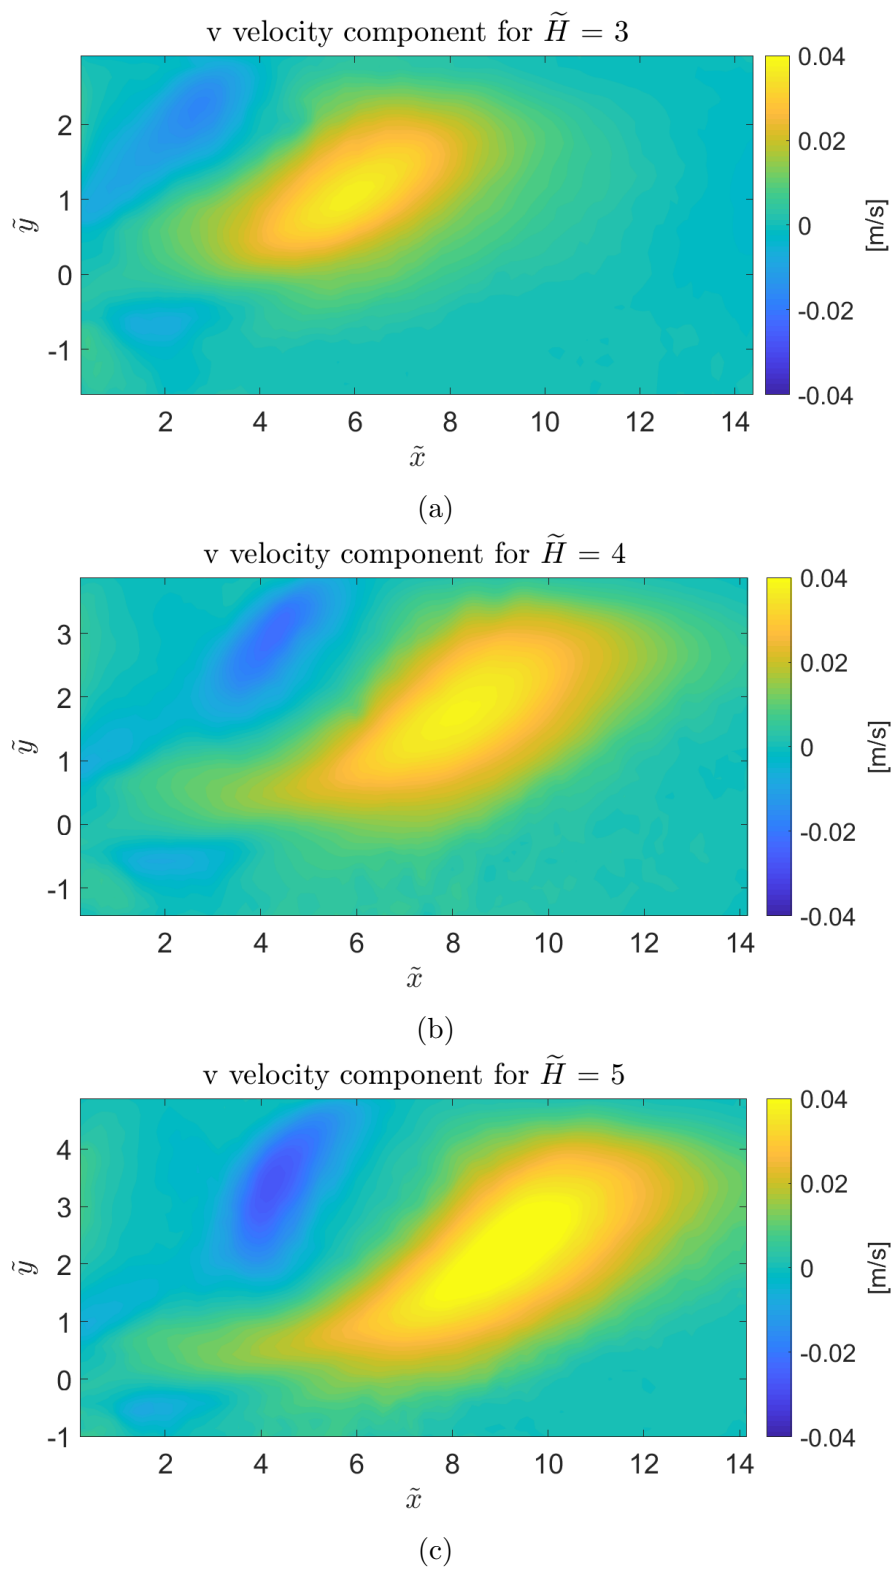 v velocity component for H̃ = 3
0.04
2
0.02
1
0
[m/s]
ỹ
0
-0.02
-1
-0.04
2 4 6 8 10 12 14
x̃
(a)
v velocity component for H̃ = 4
0.04
3
0.02
2
0
[m/s]
ỹ
1
0
-0.02
-1
-0.04
2 4 6 8 10 12 14
x̃
(b)
v velocity component for H̃ = 5
0.04
4
0.02
3
2
0
[m/s]
ỹ
1
-0.02
0
-1
-0.04
2 4 6 8 10 12 14
x̃
(c)